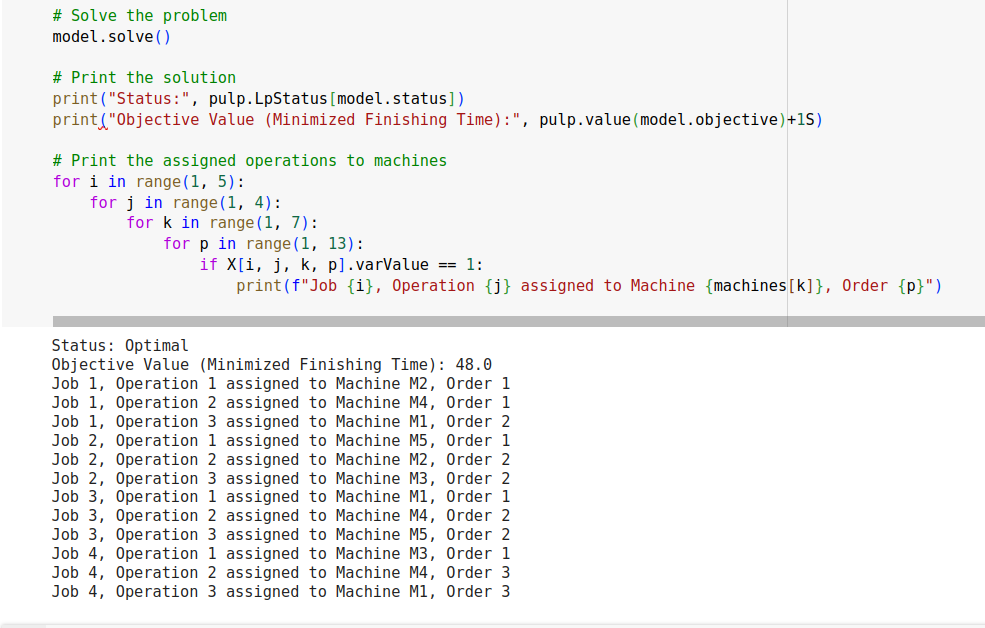 # Solve the problem
model.solve()
# Print the solution
print("Status:", pulp.LpStatus[model.status])
print("Objective Value (Minimized Finishing Time):", pulp.value(model.objective)+1S)
# Print the assigned operations to machines
for i in range(1, 5):
    for j in range(1, 4):
        for k in range(1, 7):
            for p in range(1, 13):
                if X[i, j, k, p].varValue == 1:
                    print(f"Job {i}, Operation {j} assigned to Machine {machines[k]}, Order {p}")
Status: Optimal
Objective Value (Minimized Finishing Time): 48.0
Job 1, Operation 1 assigned to Machine M2, Order 1
Job 1, Operation 2 assigned to Machine M4, Order 1
Job 1, Operation 3 assigned to Machine M1, Order 2
Job 2, Operation 1 assigned to Machine M5, Order 1
Job 2, Operation 2 assigned to Machine M2, Order 2
Job 2, Operation 3 assigned to Machine M3, Order 2
Job 3, Operation 1 assigned to Machine M1, Order 1
Job 3, Operation 2 assigned to Machine M4, Order 2
Job 3, Operation 3 assigned to Machine M5, Order 2
Job 4, Operation 1 assigned to Machine M3, Order 1
Job 4, Operation 2 assigned to Machine M4, Order 3
Job 4, Operation 3 assigned to Machine M1, Order 3